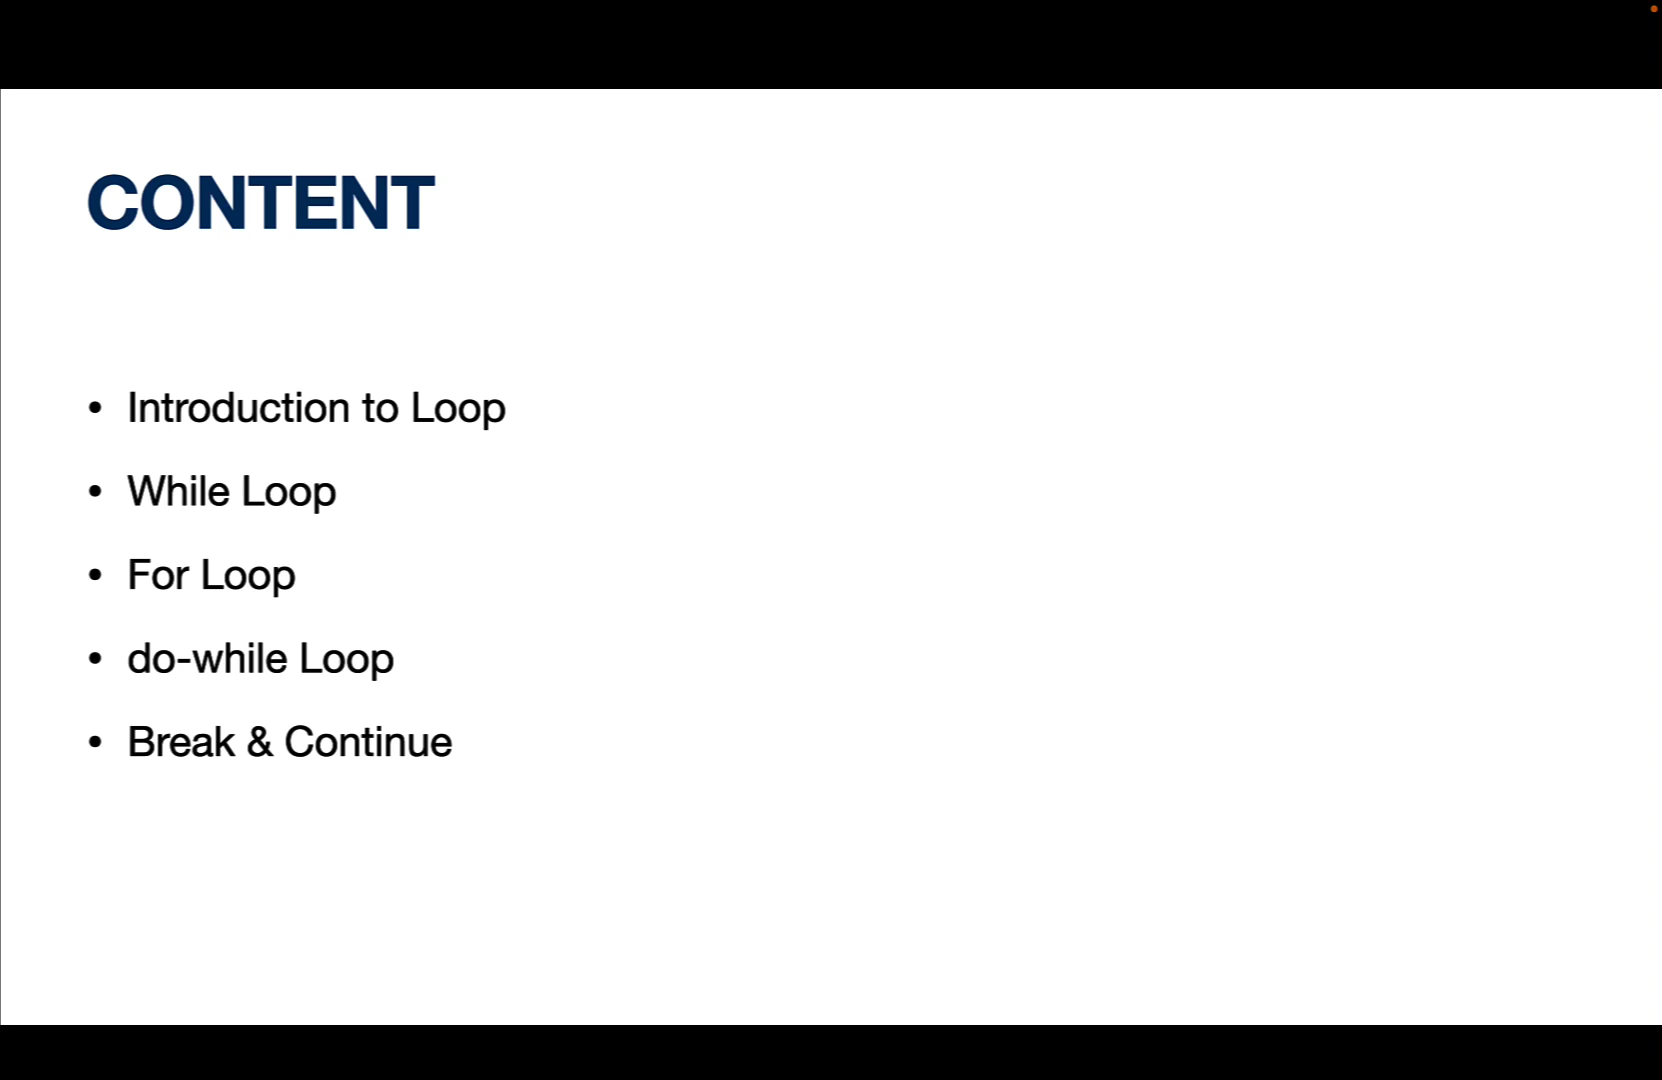 CONTENT
• Introduction to Loop
• While Loop
• For Loop
• do-while Loop
• Break & Continue